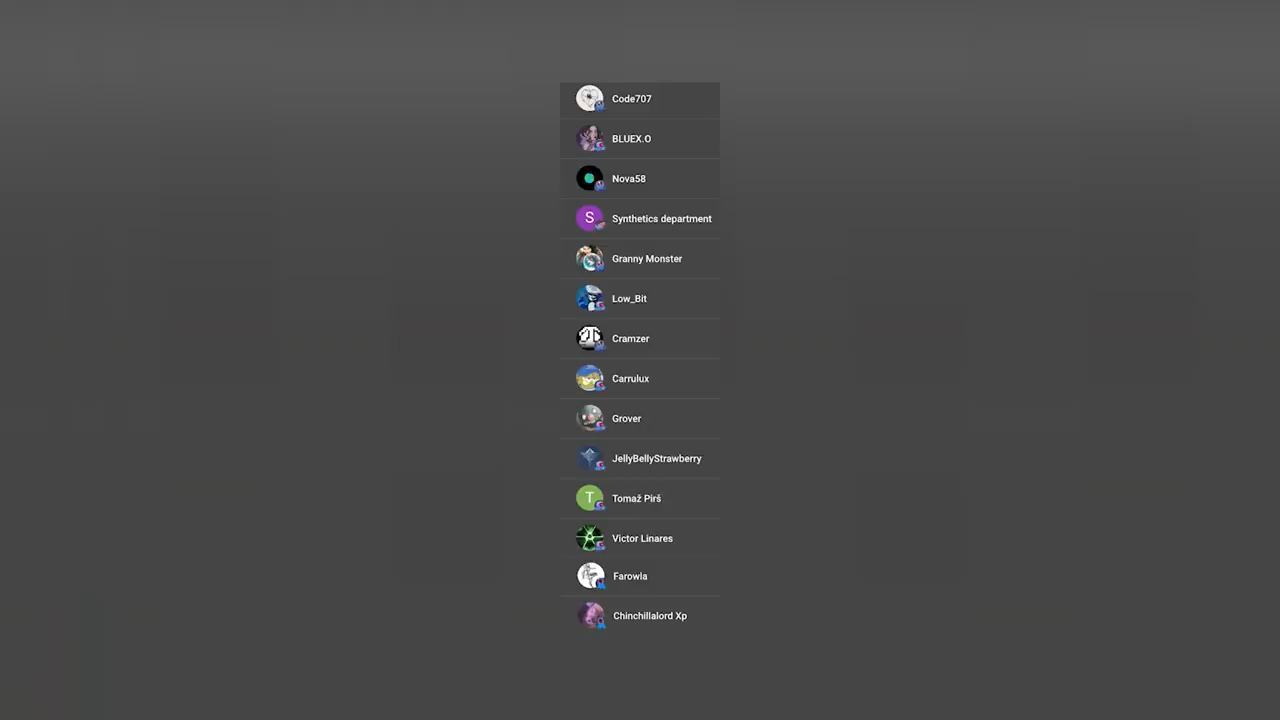 Code707
BLUEX.O
Nova58
S
Synthetics department
Granny Monster
Low_Bit
Cramzer
Carrulux
Grover
JellyBellyStrawberry
T
Tomaž Pirš
Victor Linares
Farowla
Chinchillalord Xp